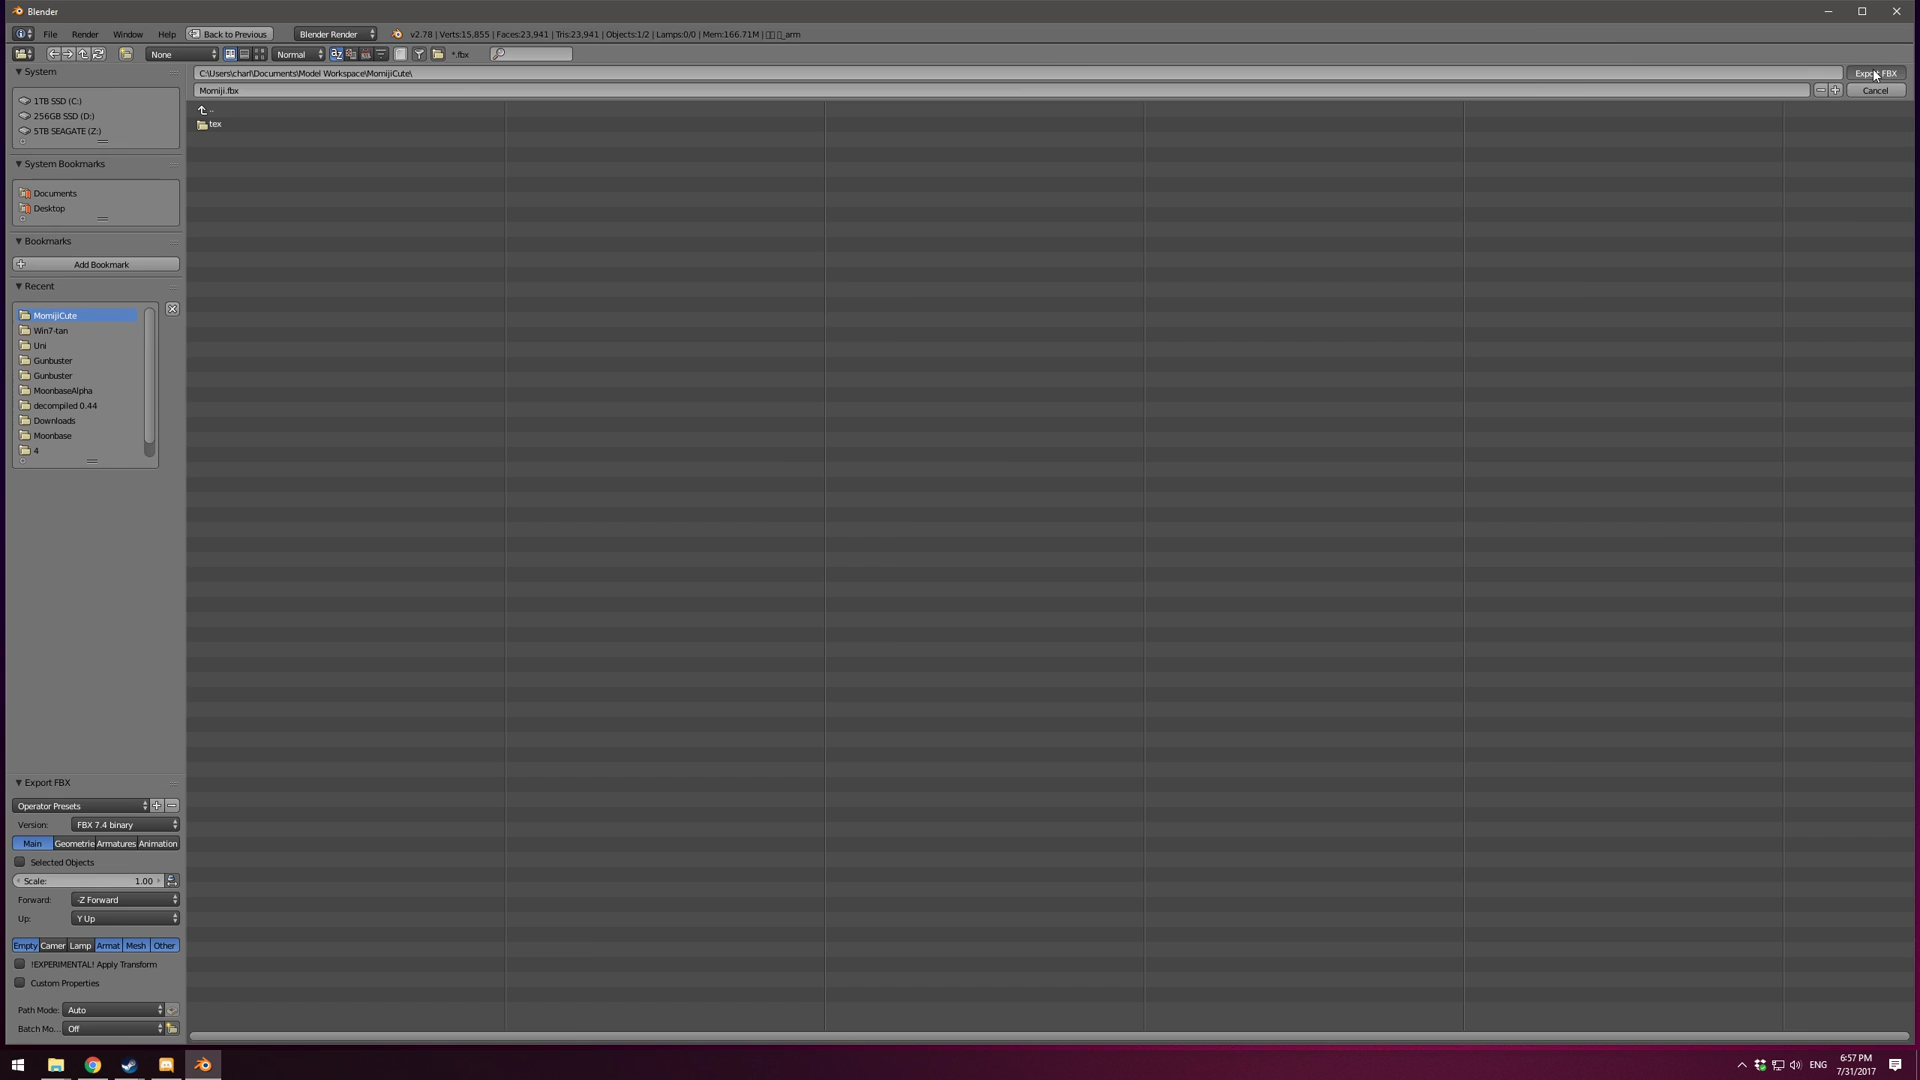 Blender
File Render Window Help Back to Previous Blender Render v2.78 | Verts:15,855 | Faces:23,941 | Tris:23,941 | Objects:1/2 | Lamps:0/0 | Mem:166.71M | _arm
None Normal *.fbx
System
C:\Users\charl\Documents\Model Workspace\MomijiCute\
Export FBX
Momiji.fbx
Cancel
1TB SSD (C:)
256GB SSD (D:)
5TB SEAGATE (Z:)
..
tex
System Bookmarks
Documents
Desktop
Bookmarks
Add Bookmark
Recent
MomijiCute
Win7-tan
Uni
Gunbuster
Gunbuster
MoonbaseAlpha
decompiled 0.44
Downloads
Moonbase
4
Export FBX
Operator Presets
Version: FBX 7.4 binary
Main Geometrie Armatures Animation
Selected Objects
Scale: 1.00
Forward: -Z Forward
Up: Y Up
Empty Camer Lamp Armat Mesh Other
!EXPERIMENTAL! Apply Transform
Custom Properties
Path Mode: Auto
Batch Mo... Off
ENG
6:57 PM
7/31/2017